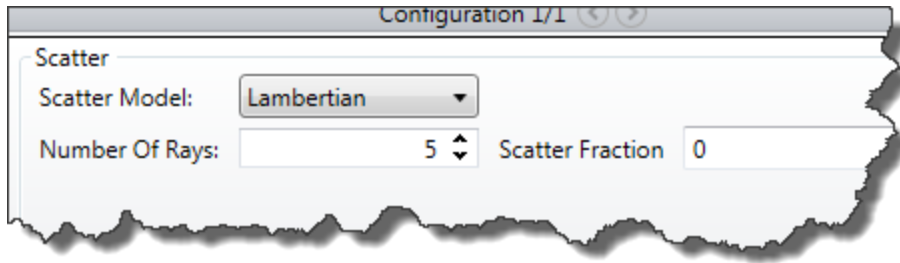 Configuration 1/1
Scatter
Scatter Model: Lambertian
Number Of Rays: 5 Scatter Fraction 0